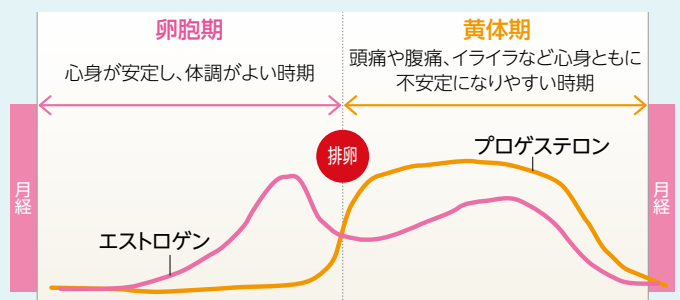 卵胞期
心身が安定し、体調がよい時期
黄体期
頭痛や腹痛、イライラなど心身ともに
不安定になりやすい時期
排卵
プロゲステロン
エストロゲン
月経
月経